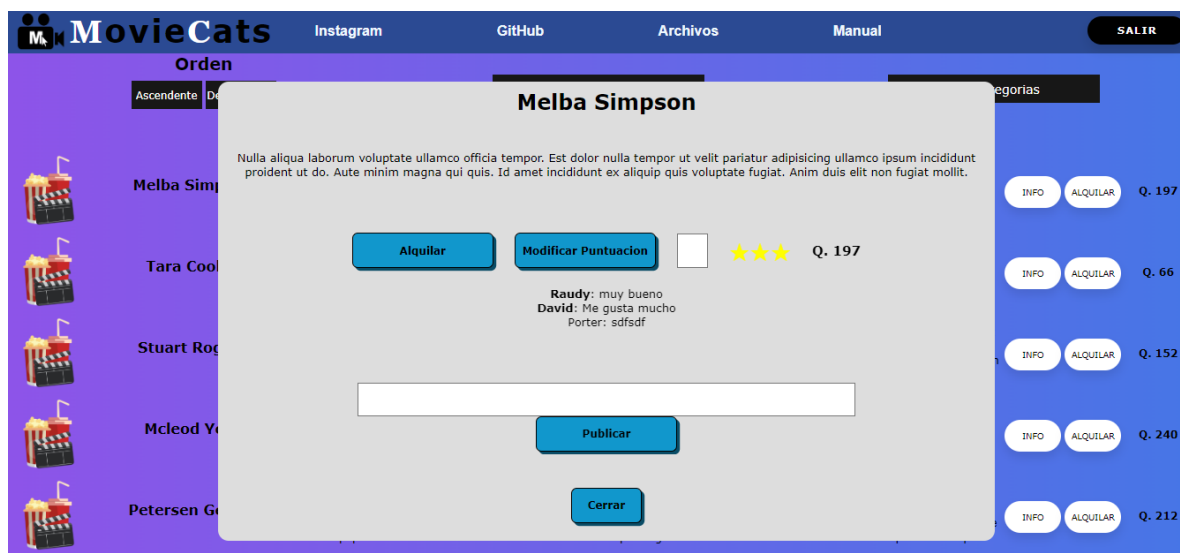 MovieCats Instagram GitHub Archivos Manual SALIR
Orden
Ascendente De egorias
Melba Simpson
Nulla aliqua laborum voluptate ullamco officia tempor. Est dolor nulla tempor ut velit pariatur adipisicing ullamco ipsum incididunt
proident ut do. Aute minim magna qui quis. Id amet incididunt ex aliquip quis voluptate fugiat. Anim duis elit non fugiat mollit.
Melba Simp INFO ALQUILAR Q. 197
Alquilar Modificar Puntuacion Q. 197
Tara Cool INFO ALQUILAR Q. 66
Raudy: muy bueno
David: Me gusta mucho
Porter: sdfsdf
Stuart Rog INFO ALQUILAR Q. 152
Publicar
Mcleod Yo INFO ALQUILAR Q. 240
Cerrar
Petersen Ge INFO ALQUILAR Q. 212